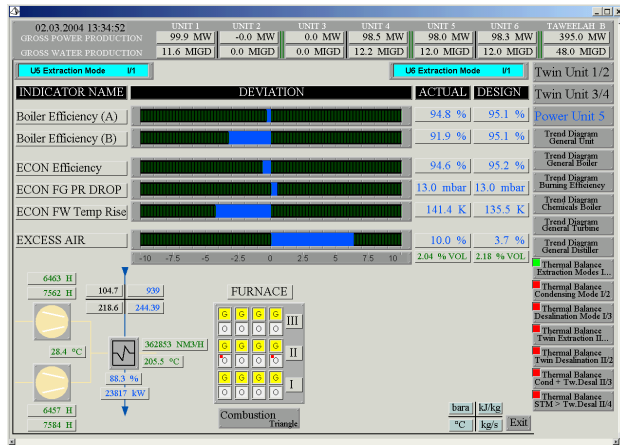 02.03.2004 13:34:52 UNIT 1 UNIT 2 UNIT 3 UNIT 4 UNIT 5 UNIT 6 TAWEELAH B
GROSS POWER PRODUCTION 99.9 MW -0.0 MW 0.0 MW 98.5 MW 98.0 MW 98.3 MW 395.0 MW
GROSS WATER PRODUCTION 11.6 MIGD 0.0 MIGD 0.0 MIGD 12.2 MIGD 12.0 MIGD 12.0 MIGD 48.0 MIGD
U6 Extraction Mode I/1 U6 Extraction Mode I/1 Twin Unit 1/2
INDICATOR NAME DEVIATION ACTUAL DESIGN Twin Unit 3/4
Boiler Efficiency (A) 94.8 % 95.1 % Power Unit 5
Boiler Efficiency (B) 91.9 % 95.1 %
Trend Diagram
General Unit
Trend Diagram
General Boiler
ECON Efficiency 94.6 % 95.2 %
Trend Diagram
Burning Efficiency
ECON FG PR DROP 13.0 mbar 13.0 mbar
Trend Diagram
Chemicals Boiler
ECON FW Temp Rise 141.4 K 135.5 K
Trend Diagram
General Turbine
EXCESS AIR 10.0 % 3.7 %
Trend Diagram
General Distiller
-10 -7.5 -5 -2.5 0 2.5 5 7.5 10 2.04 % VOL 2.18 % VOL
Thermal Balance
Extraction Modes I...
6463 H
7562 H
104.7 939
218.6 244.39
FURNACE
Thermal Balance
Condensing Mode I/2
G G G G
O O O O
III
Thermal Balance
Desalination Mode I/3
28.4 °C
362853 NM3/H
205.5 °C
G G G G
O O O O
II
Thermal Balance
Twin Extraction II...
Thermal Balance
Twin Desalination II/2
88.3 %
23817 kW
G G G G
O O O O
I
Thermal Balance
Cond + Tw.Desal II/3
6457 H
7584 H
Combustion
Triangle
bara kJ/kg
°C kg/s Exit
Thermal Balance
STM > Tw.Desal II/4